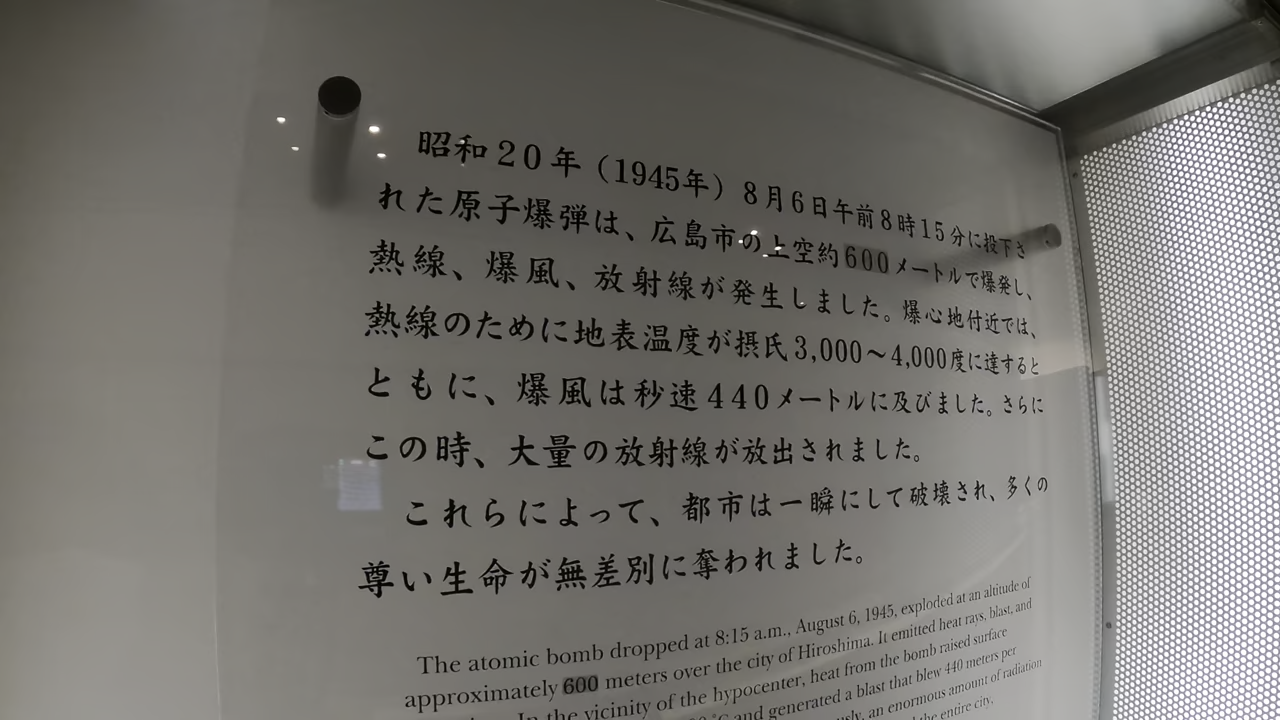 昭和20年（1945年）8月6日午前8時15分に投下さ
れた原子爆弾は、広島市の上空約600メートルで爆発し、
熱線、爆風、放射線が発生しました。爆心地付近では、
熱線のために地表温度が摂氏3,000～4,000度に達すると
ともに、爆風は秒速440メートルに及びました。さらに
この時、大量の放射線が放出されました。
これらによって、都市は一瞬にして破壊され、多くの
尊い生命が無差別に奪われました。
The atomic bomb dropped at 8:15 a.m., August 6, 1945, exploded at an altitude of
approximately 600 meters over the city of Hiroshima. It emitted heat rays, blast, and
In the vicinity of the hypocenter, heat from the bomb raised surface
°C and generated a blast that blew 440 meters per
an enormous amount of radiation
the entire city.